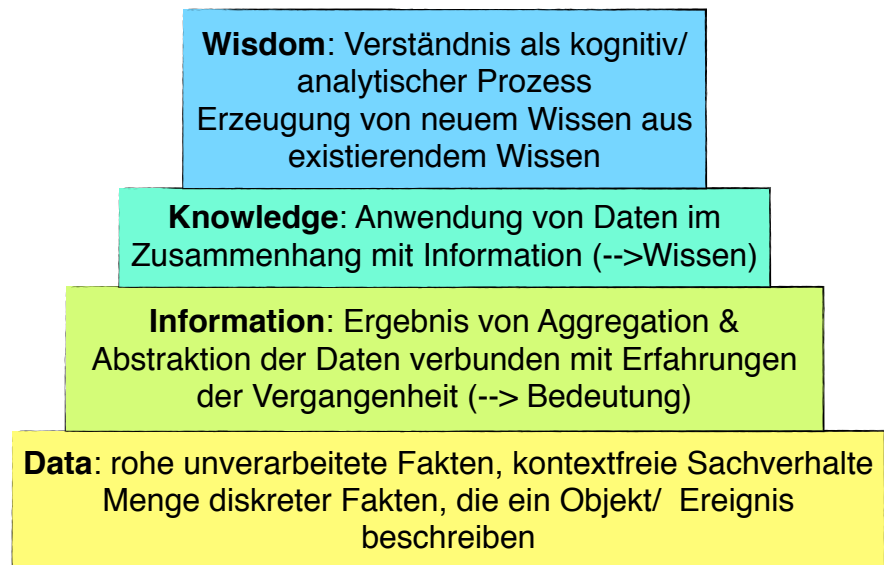 Wisdom: Verständnis als kognitiv/
analytischer Prozess
Erzeugung von neuem Wissen aus
existierendem Wissen
Knowledge: Anwendung von Daten im
Zusammenhang mit Information (-->Wissen)
Information: Ergebnis von Aggregation &
Abstraktion der Daten verbunden mit Erfahrungen
der Vergangenheit (--> Bedeutung)
Data: rohe unverarbeitete Fakten, kontextfreie Sachverhalte
Menge diskreter Fakten, die ein Objekt/ Ereignis
beschreiben